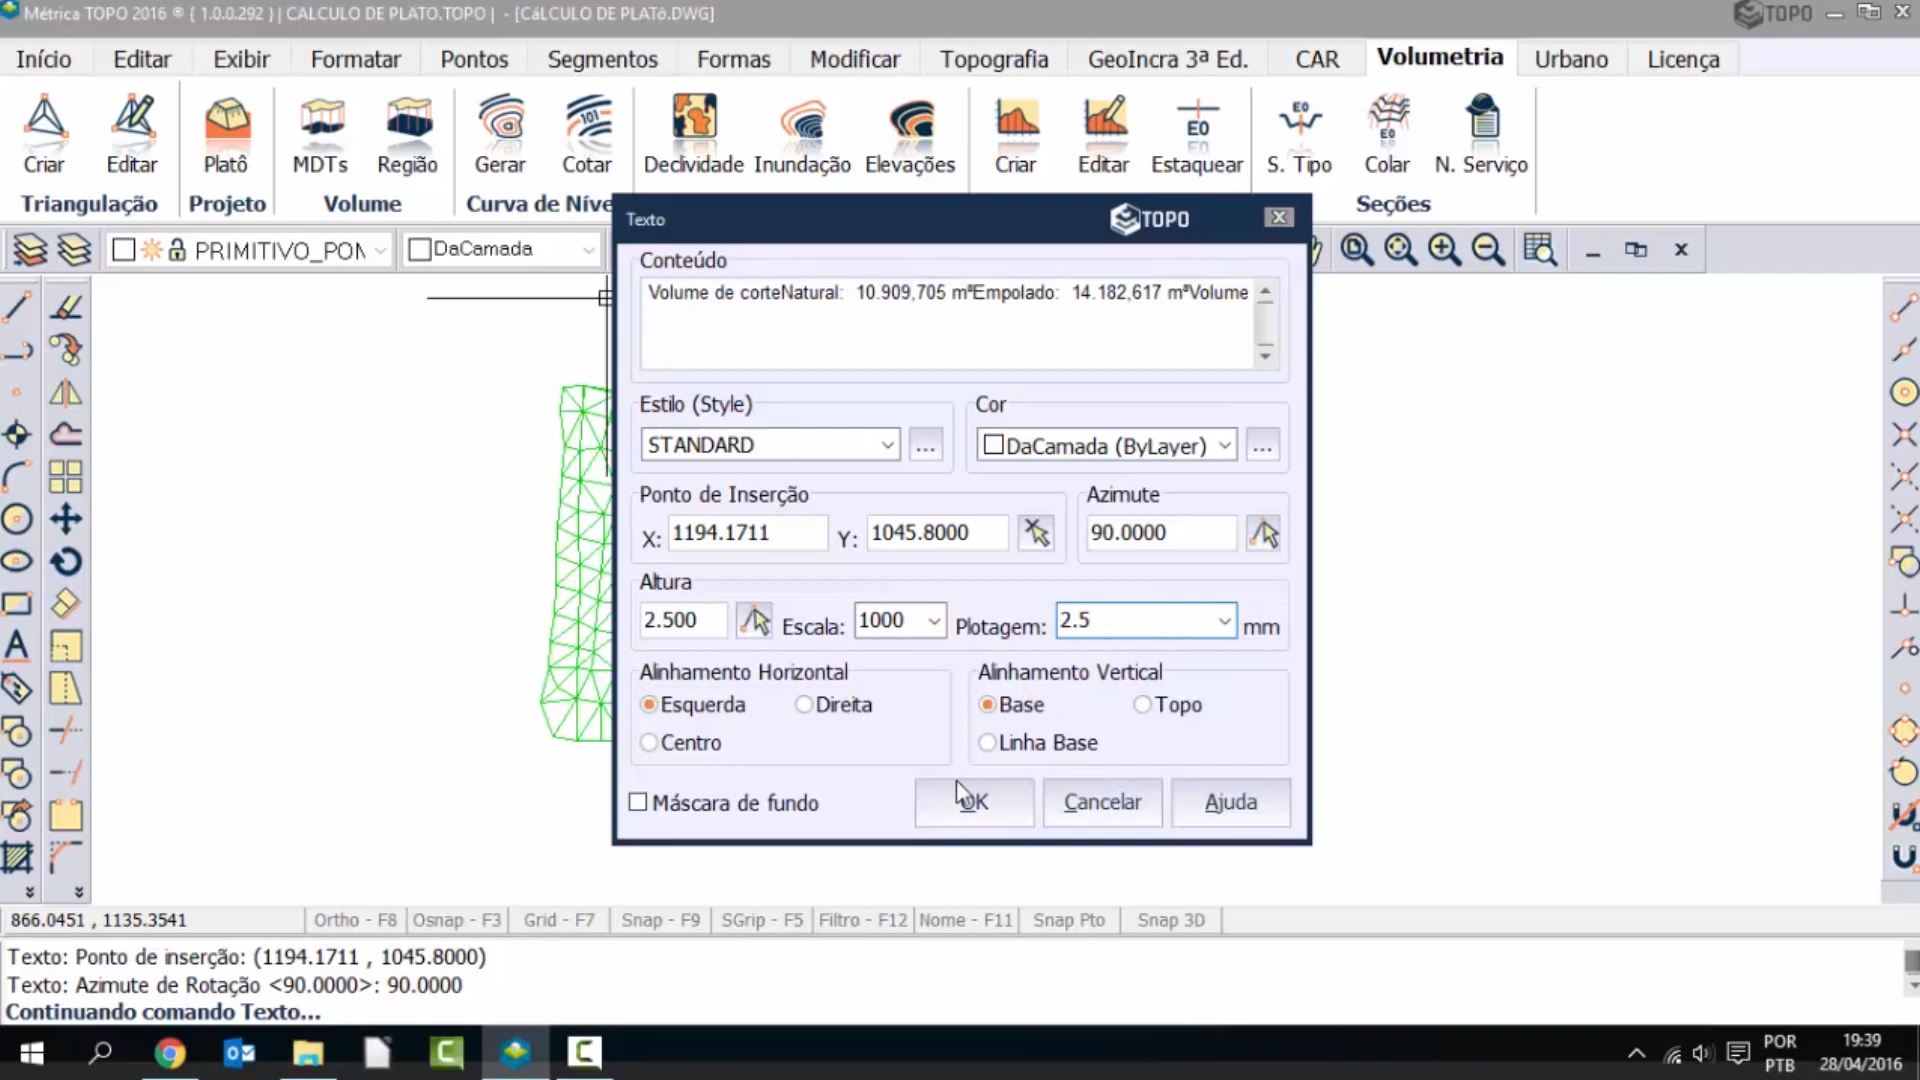 Métrica TOPO 2016 ® { 1.0.0.292 } | CALCULO DE PLATO.TOPO | - [CáLCULO DE PLATô.DWG]
TOPO
Início Editar Exibir Formatar Pontos Segmentos Formas Modificar Topografia GeoIncra 3ª Ed. CAR Volumetria Urbano Licença
Criar Editar Platô MDTs Região Gerar Cotar Declividade Inundação Elevações Criar Editar Estaquear S. Tipo Colar N. Serviço
Triangulação Projeto Volume Curva de Níve Seções
PRIMITIVO_PON DaCamada
Texto TOPO
Conteúdo
Volume de corteNatural: 10.909,705 m³Empolado: 14.182,617 m³Volume
Estilo (Style) Cor
STANDARD ... DaCamada (ByLayer) ...
Ponto de Inserção Azimute
X: 1194.1711 Y: 1045.8000 90.0000
Altura
2.500 Escala: 1000 Plotagem: 2.5 mm
Alinhamento Horizontal Alinhamento Vertical
Esquerda Direita Base Topo
Centro Linha Base
Máscara de fundo OK Cancelar Ajuda
866.0451 , 1135.3541 Ortho - F8 Osnap - F3 Grid - F7 Snap - F9 SGrip - F5 Filtro - F12 Nome - F11 Snap Pto Snap 3D
Texto: Ponto de inserção: (1194.1711 , 1045.8000)
Texto: Azimute de Rotação <90.0000>: 90.0000
Continuando comando Texto...
POR 19:39
PTB 28/04/2016